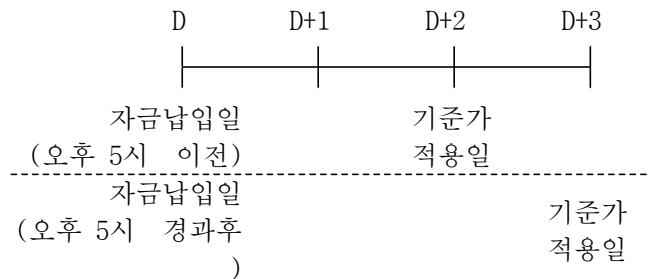 D D+1 D+2 D+3
자금납입일 기준가
(오후 5시 이전) 적용일
자금납입일
기준가
(오후 5시 경과후
적용일
)